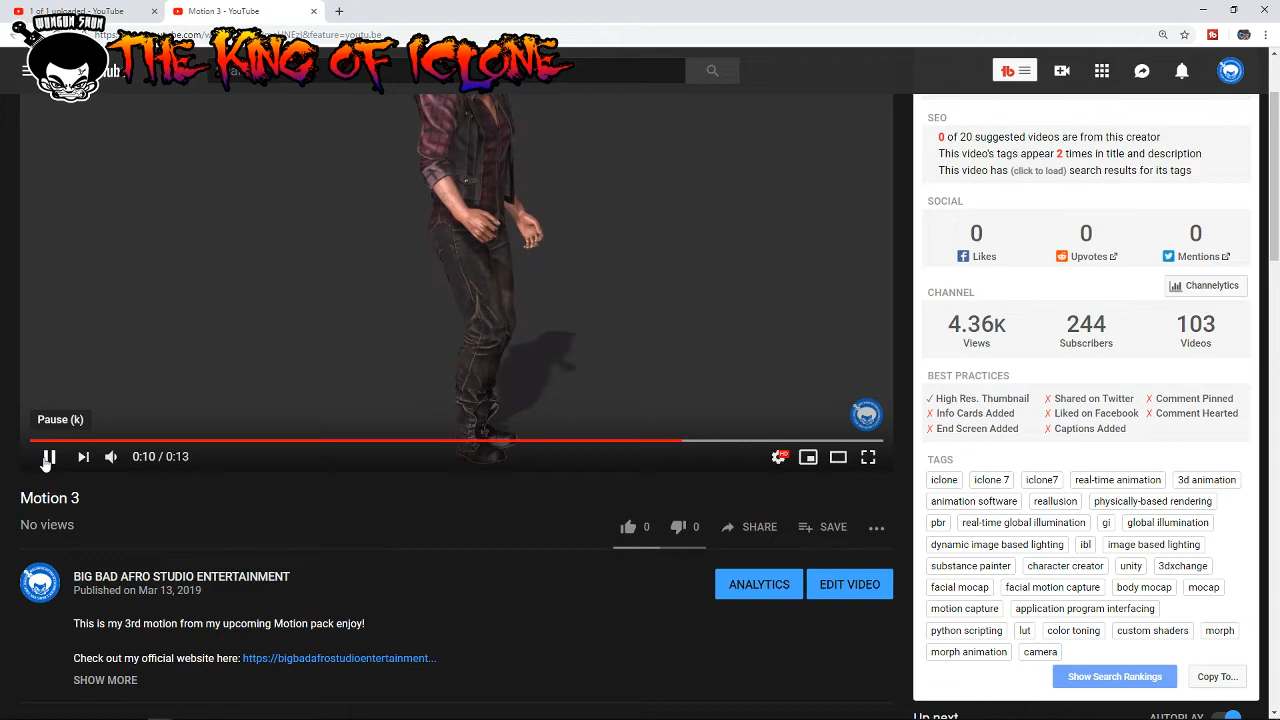 1 of 1 uploaded - YouTube
Motion 3 - YouTube
WUNGUN SHUN
THE KING OF ICLONE
&feature=youtu.be
SEO
0 of 20 suggested videos are from this creator
This video's tags appear 2 times in title and description
This video has (click to load) search results for its tags
SOCIAL
0 0 0
Likes Upvotes Mentions
CHANNEL Channelytics
4.36K 244 103
Views Subscribers Videos
BEST PRACTICES
✓ High Res. Thumbnail ✗ Shared on Twitter ✗ Comment Pinned
✗ Info Cards Added ✗ Liked on Facebook ✗ Comment Hearted
✗ End Screen Added ✗ Captions Added
Pause (k)
0:10 / 0:13
HD
TAGS
iclone iclone 7 iclone7 real-time animation 3d animation
animation software reallusion physically-based rendering
pbr real-time global illumination gi global illumination
dynamic image based lighting ibl image based lighting
substance painter character creator unity 3dxchange
facial mocap facial motion capture body mocap mocap
motion capture application program interfacing
python scripting lut color toning custom shaders morph
morph animation camera
Show Search Rankings Copy To...
Motion 3
No views
0 0 SHARE SAVE
BIG BAD AFRO STUDIO ENTERTAINMENT
Published on Mar 13, 2019
ANALYTICS EDIT VIDEO
This is my 3rd motion from my upcoming Motion pack enjoy!
Check out my official website here: https://bigbadafrostudioentertainment...
SHOW MORE
Up next AUTOPLAY